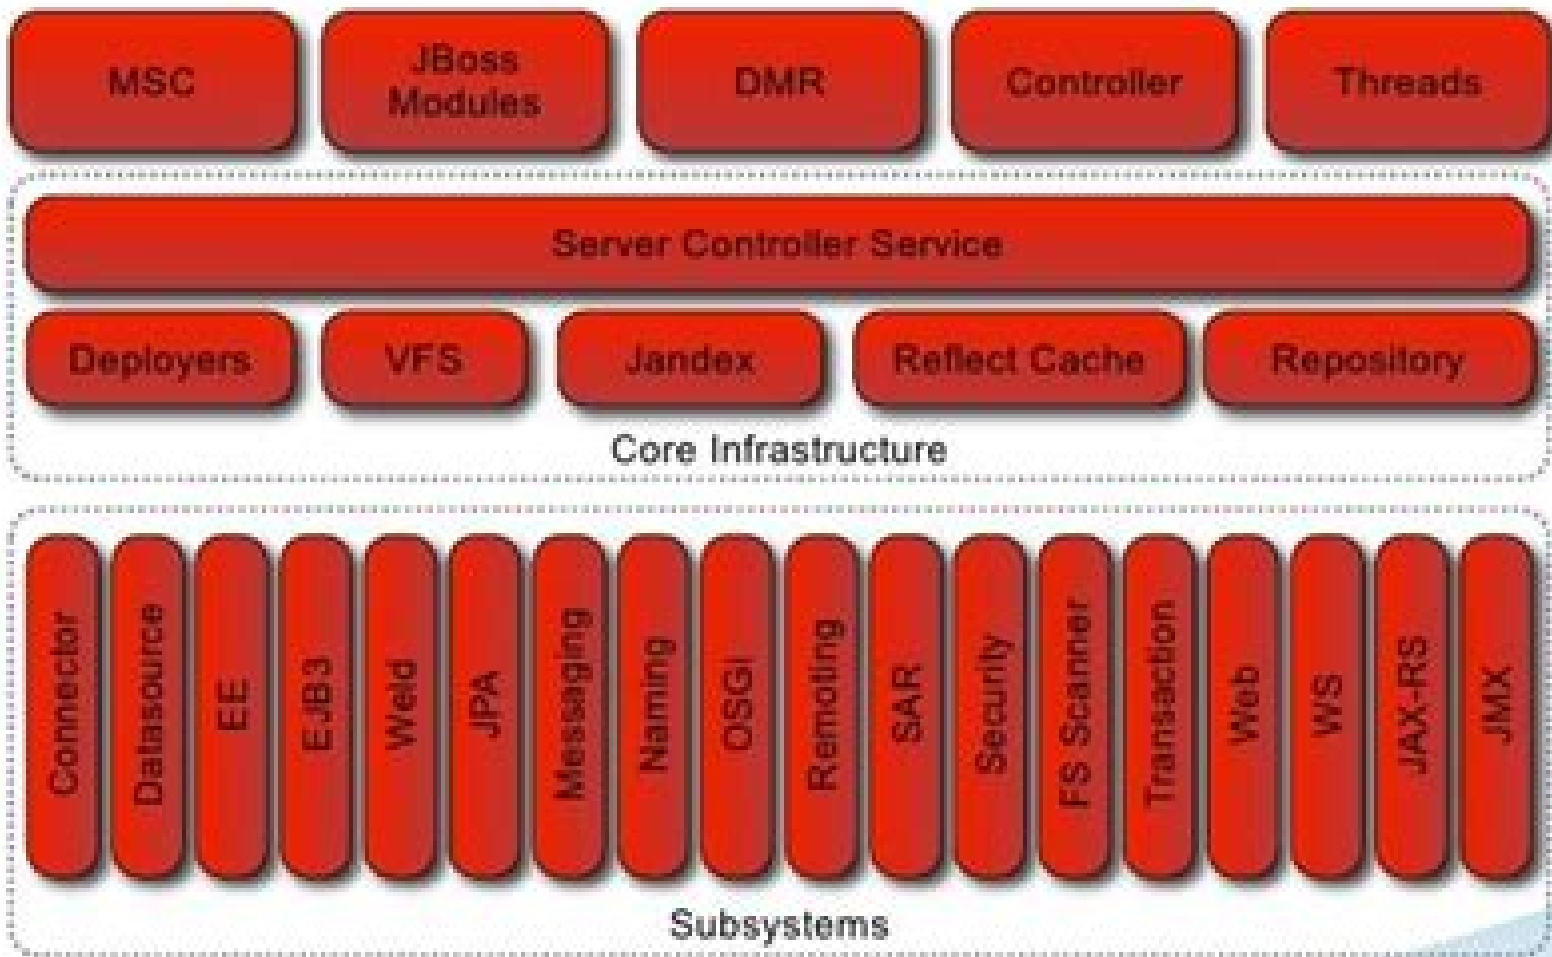 MSC
JBoss
Modules
DMR
Controller
Threads
Server Controller Service
Deployers
VFS
Jandex
Reflect Cache
Repository
Core Infrastructure
Connector
Datasource
EE
EJB3
Weld
JPA
Messaging
Naming
OSGi
Remoting
SAR
Security
FS Scanner
Transaction
Web
WS
JAX-RS
JMX
Subsystems